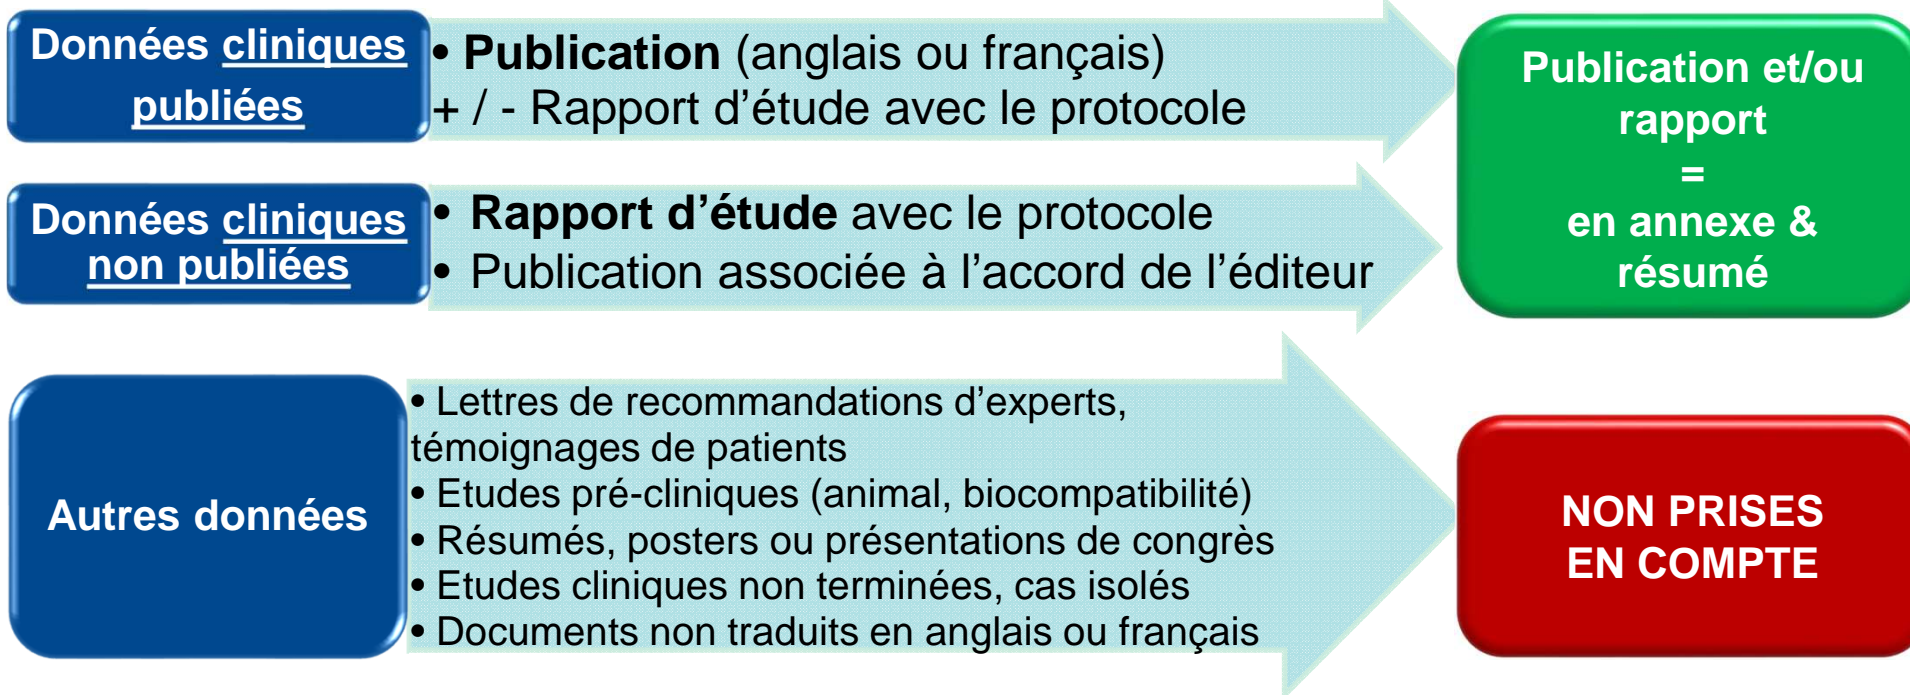 Données cliniques
publiées
• Publication (anglais ou français)
+ / - Rapport d’étude avec le protocole
Données cliniques
non publiées
• Rapport d’étude avec le protocole
• Publication associée à l’accord de l’éditeur
Publication et/ou
rapport
=
en annexe &
résumé
Autres données
• Lettres de recommandations d’experts,
témoignages de patients
• Etudes pré-cliniques (animal, biocompatibilité)
• Résumés, posters ou présentations de congrès
• Etudes cliniques non terminées, cas isolés
• Documents non traduits en anglais ou français
NON PRISES
EN COMPTE